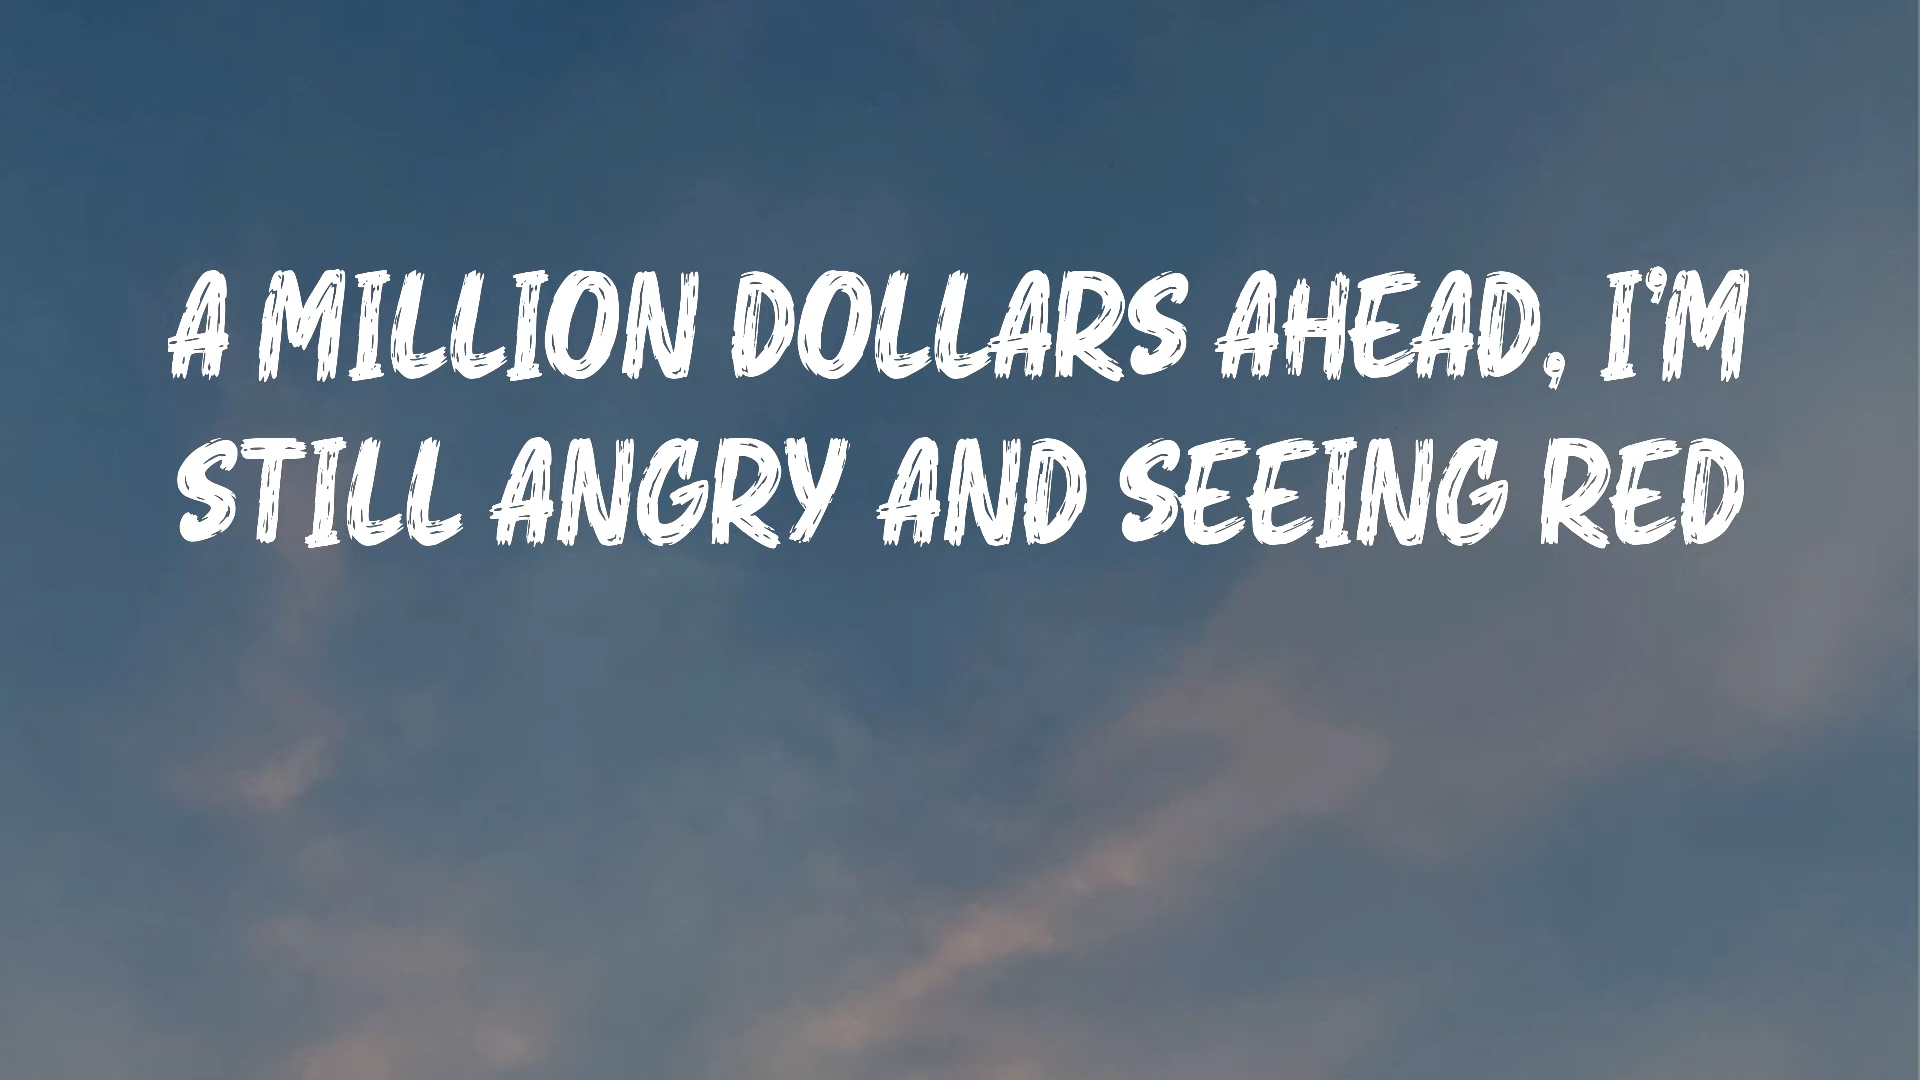 A MILLION DOLLARS AHEAD, I'M
STILL ANGRY AND SEEING RED